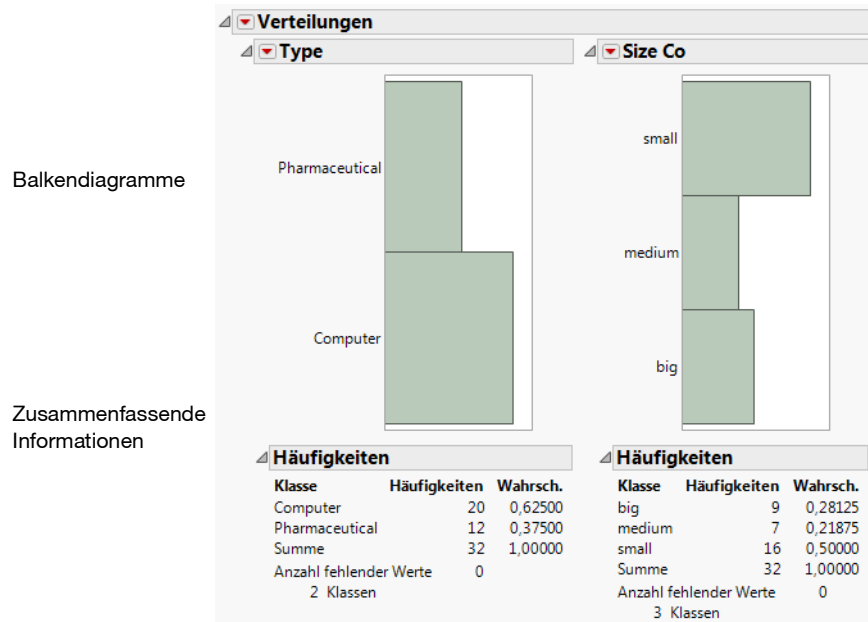 Verteilungen
Type
Size Co
Balkendiagramme
Pharmaceutical
Computer
small
medium
big
Zusammenfassende
Informationen
Häufigkeiten
Klasse Häufigkeiten Wahrsch.
Computer 20 0,62500
Pharmaceutical 12 0,37500
Summe 32 1,00000
Anzahl fehlender Werte 0
2 Klassen
Häufigkeiten
Klasse Häufigkeiten Wahrsch.
big 9 0,28125
medium 7 0,21875
small 16 0,50000
Summe 32 1,00000
Anzahl fehlender Werte 0
3 Klassen